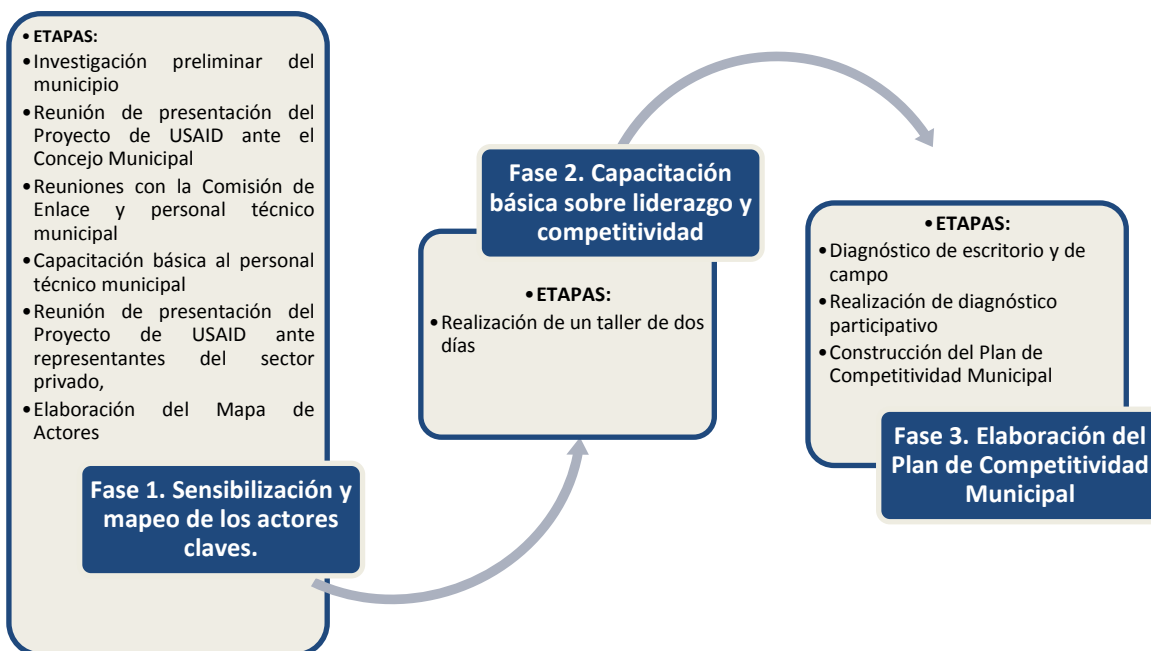 •ETAPAS:
•Investigación preliminar del
municipio
•Reunión de presentación del
Proyecto de USAID ante el
Concejo Municipal
•Reuniones con la Comisión de
Enlace y personal técnico
municipal
•Capacitación básica al personal
técnico municipal
•Reunión de presentación del
Proyecto de USAID ante
representantes del sector
privado,
•Elaboración del Mapa de
Actores
Fase 1. Sensibilización y
mapeo de los actores
claves.
Fase 2. Capacitación
básica sobre liderazgo y
competitividad
•ETAPAS:
•Realización de un taller de dos
días
•ETAPAS:
•Diagnóstico de escritorio y de
campo
•Realización de diagnóstico
participativo
•Construcción del Plan de
Competitividad Municipal
Fase 3. Elaboración del
Plan de Competitividad
Municipal